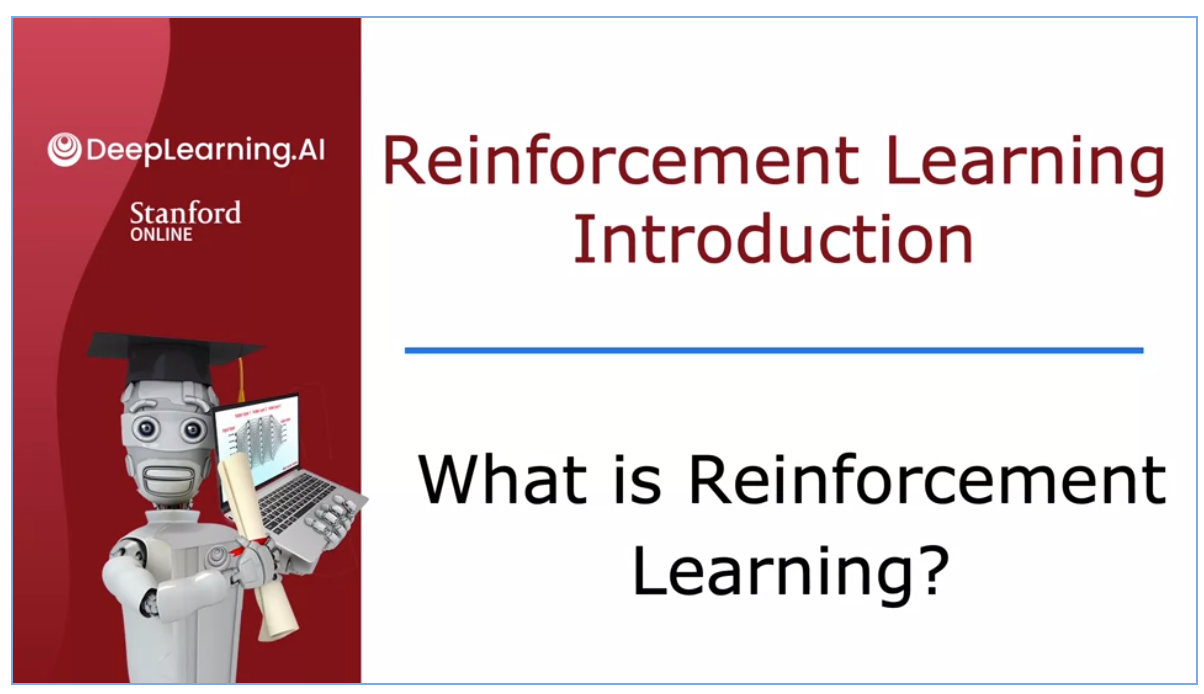 DeepLearning.AI
Stanford
ONLINE
Reinforcement Learning
Introduction
What is Reinforcement
Learning?